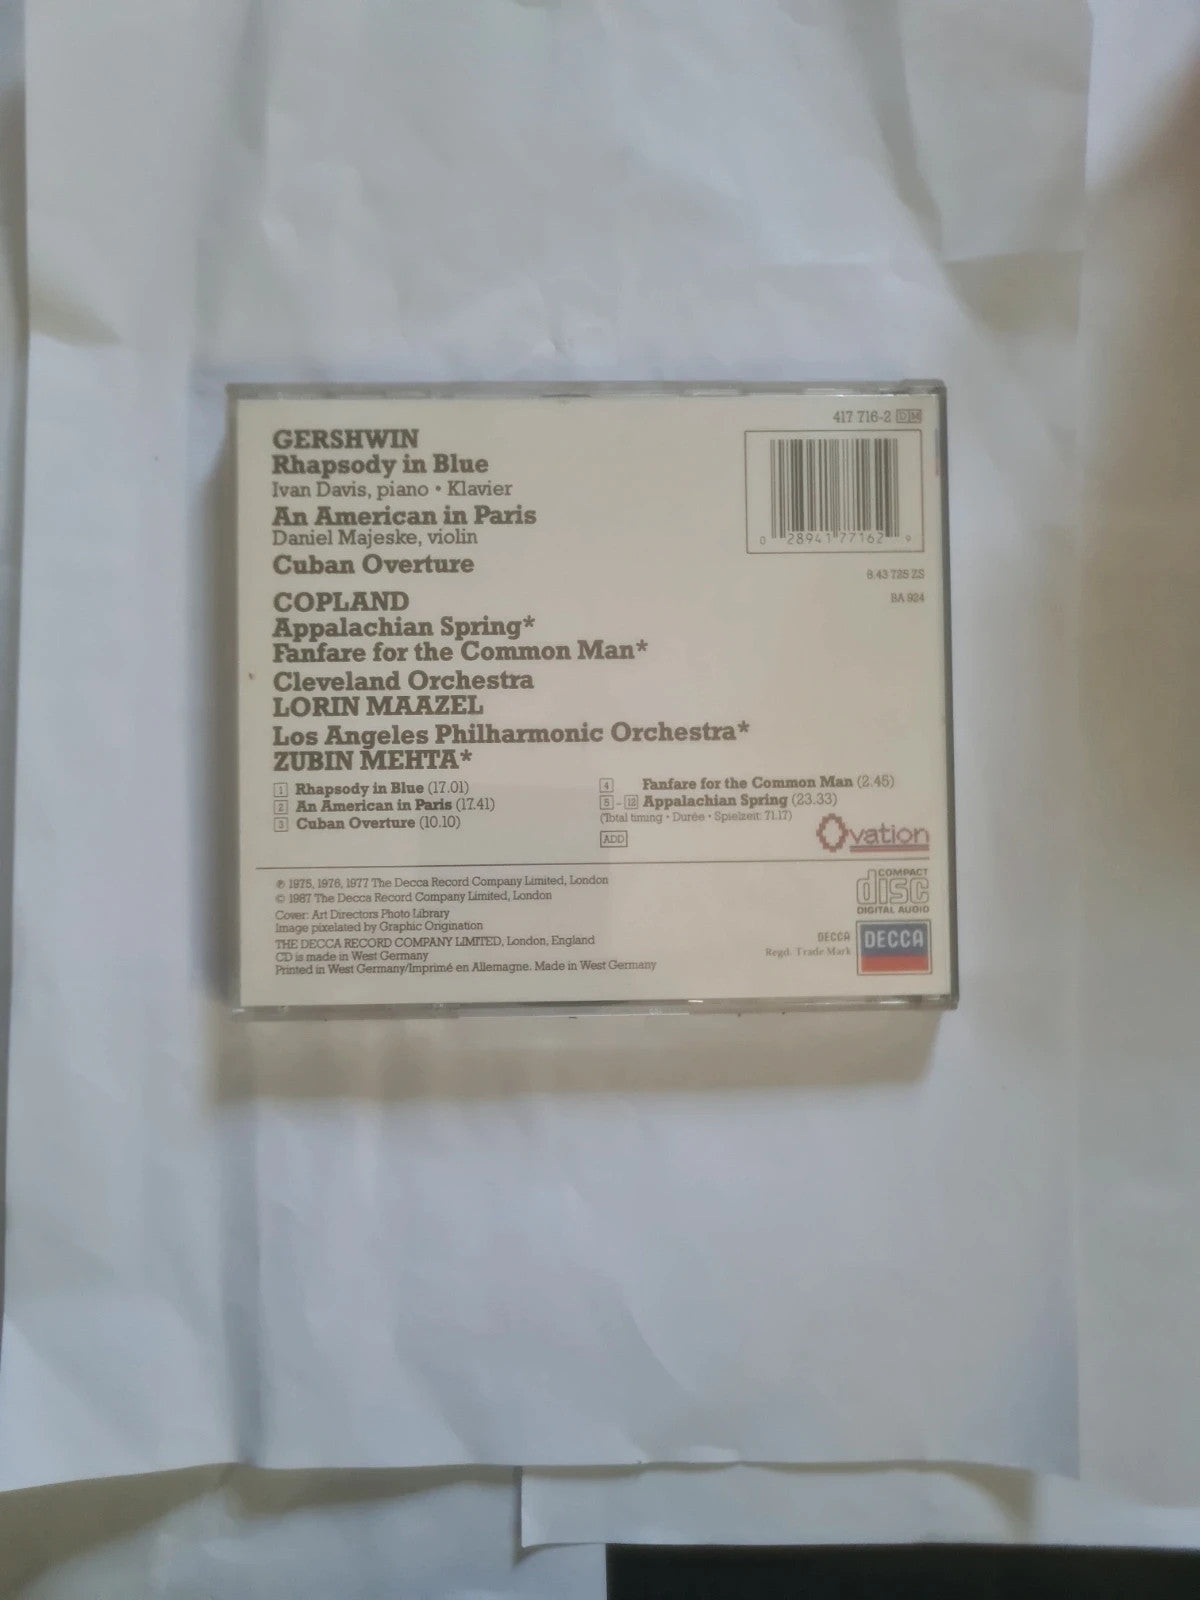 417 716-2 DM
GERSHWIN
Rhapsody in Blue
Ivan Davis, piano • Klavier
An American in Paris
Daniel Majeske, violin
Cuban Overture
0 28941 77162 9
8.43 725 ZS
BA 924
COPLAND
Appalachian Spring*
Fanfare for the Common Man*
Cleveland Orchestra
LORIN MAAZEL
Los Angeles Philharmonic Orchestra*
ZUBIN MEHTA*
1 Rhapsody in Blue (17.01)
2 An American in Paris (17.41)
3 Cuban Overture (10.10)
4 Fanfare for the Common Man (2.45)
5 - 12 Appalachian Spring (23.33)
(Total timing • Durée • Spielzeit: 71.17)
ADD
Ovation
℗ 1975, 1976, 1977 The Decca Record Company Limited, London
© 1987 The Decca Record Company Limited, London
Cover: Art Directors Photo Library
Image pixelated by Graphic Origination
THE DECCA RECORD COMPANY LIMITED, London, England
CD is made in West Germany
Printed in West Germany/Imprimé en Allemagne. Made in West Germany
COMPACT
disc
DIGITAL AUDIO
DECCA
Regd. Trade Mark
DECCA